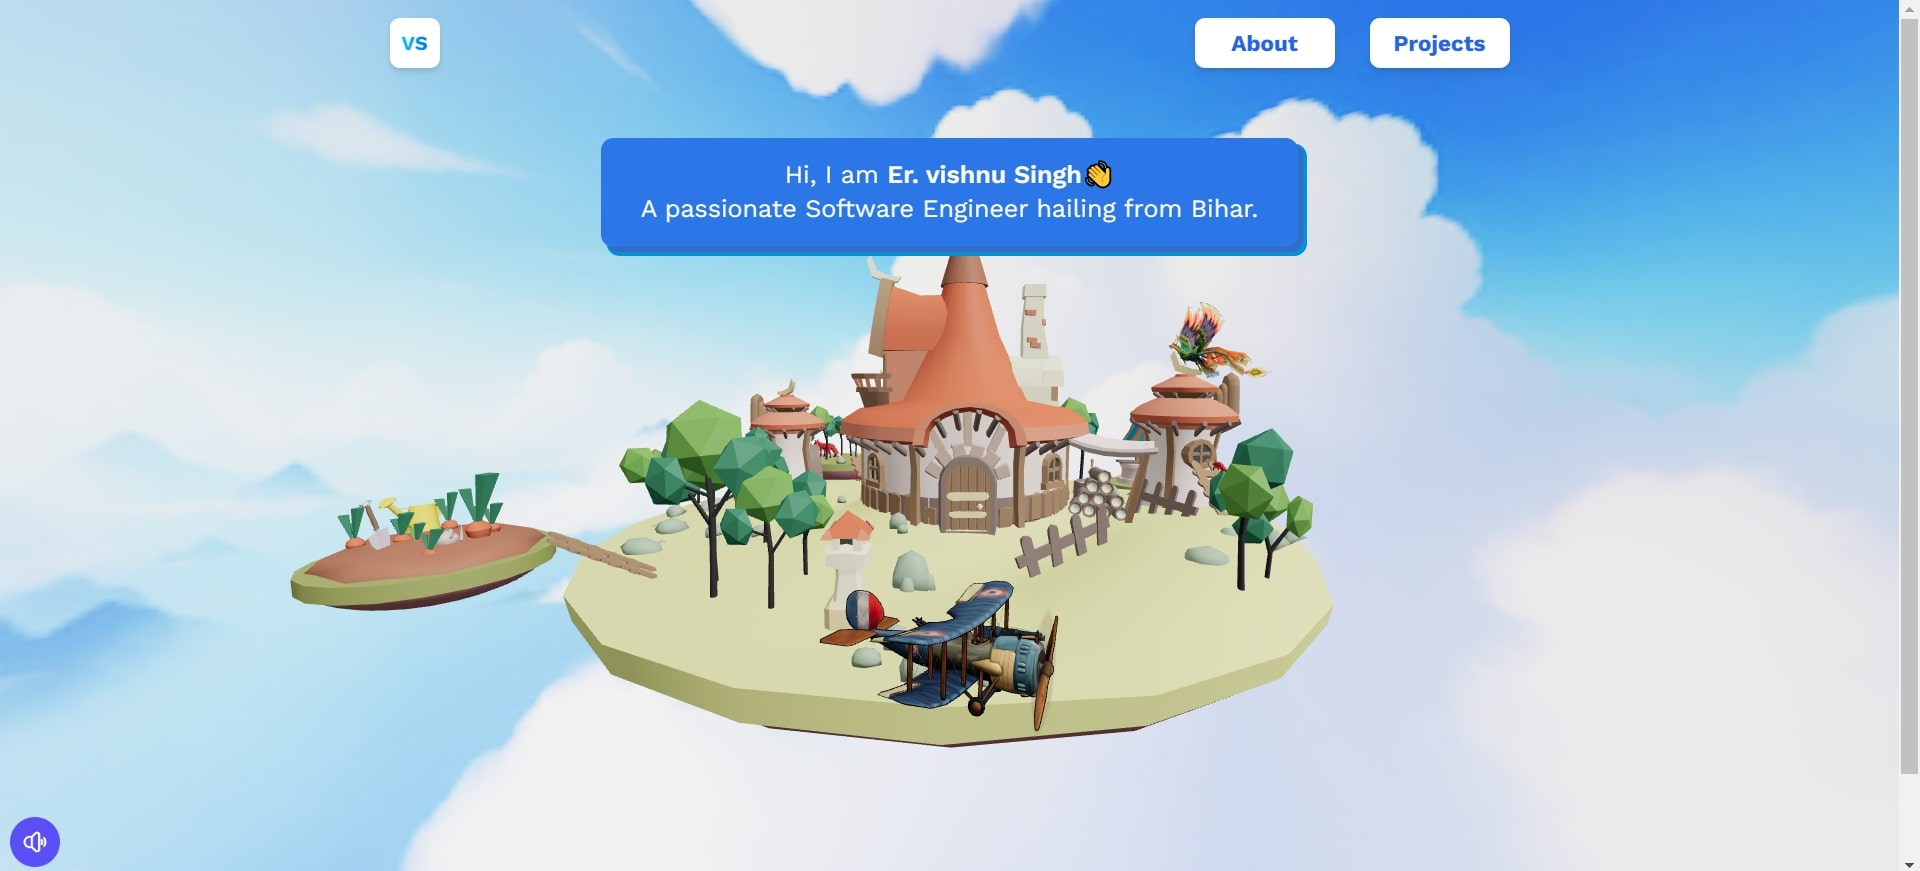 VS
About
Projects
Hi, I am Er. vishnu Singh👋
A passionate Software Engineer hailing from Bihar.